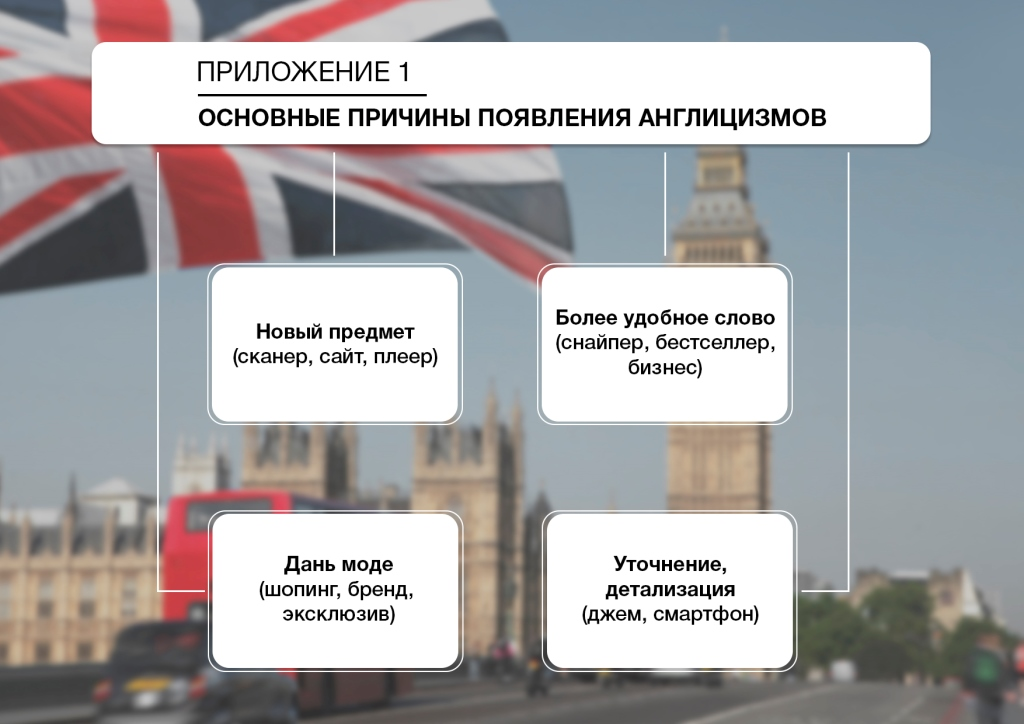 ПРИЛОЖЕНИЕ 1
ОСНОВНЫЕ ПРИЧИНЫ ПОЯВЛЕНИЯ АНГЛИЦИЗМОВ
Новый предмет
(сканер, сайт, плеер)
Более удобное слово
(снайпер, бестселлер,
бизнес)
Дань моде
(шопинг, бренд,
эксклюзив)
Уточнение,
детализация
(джем, смартфон)